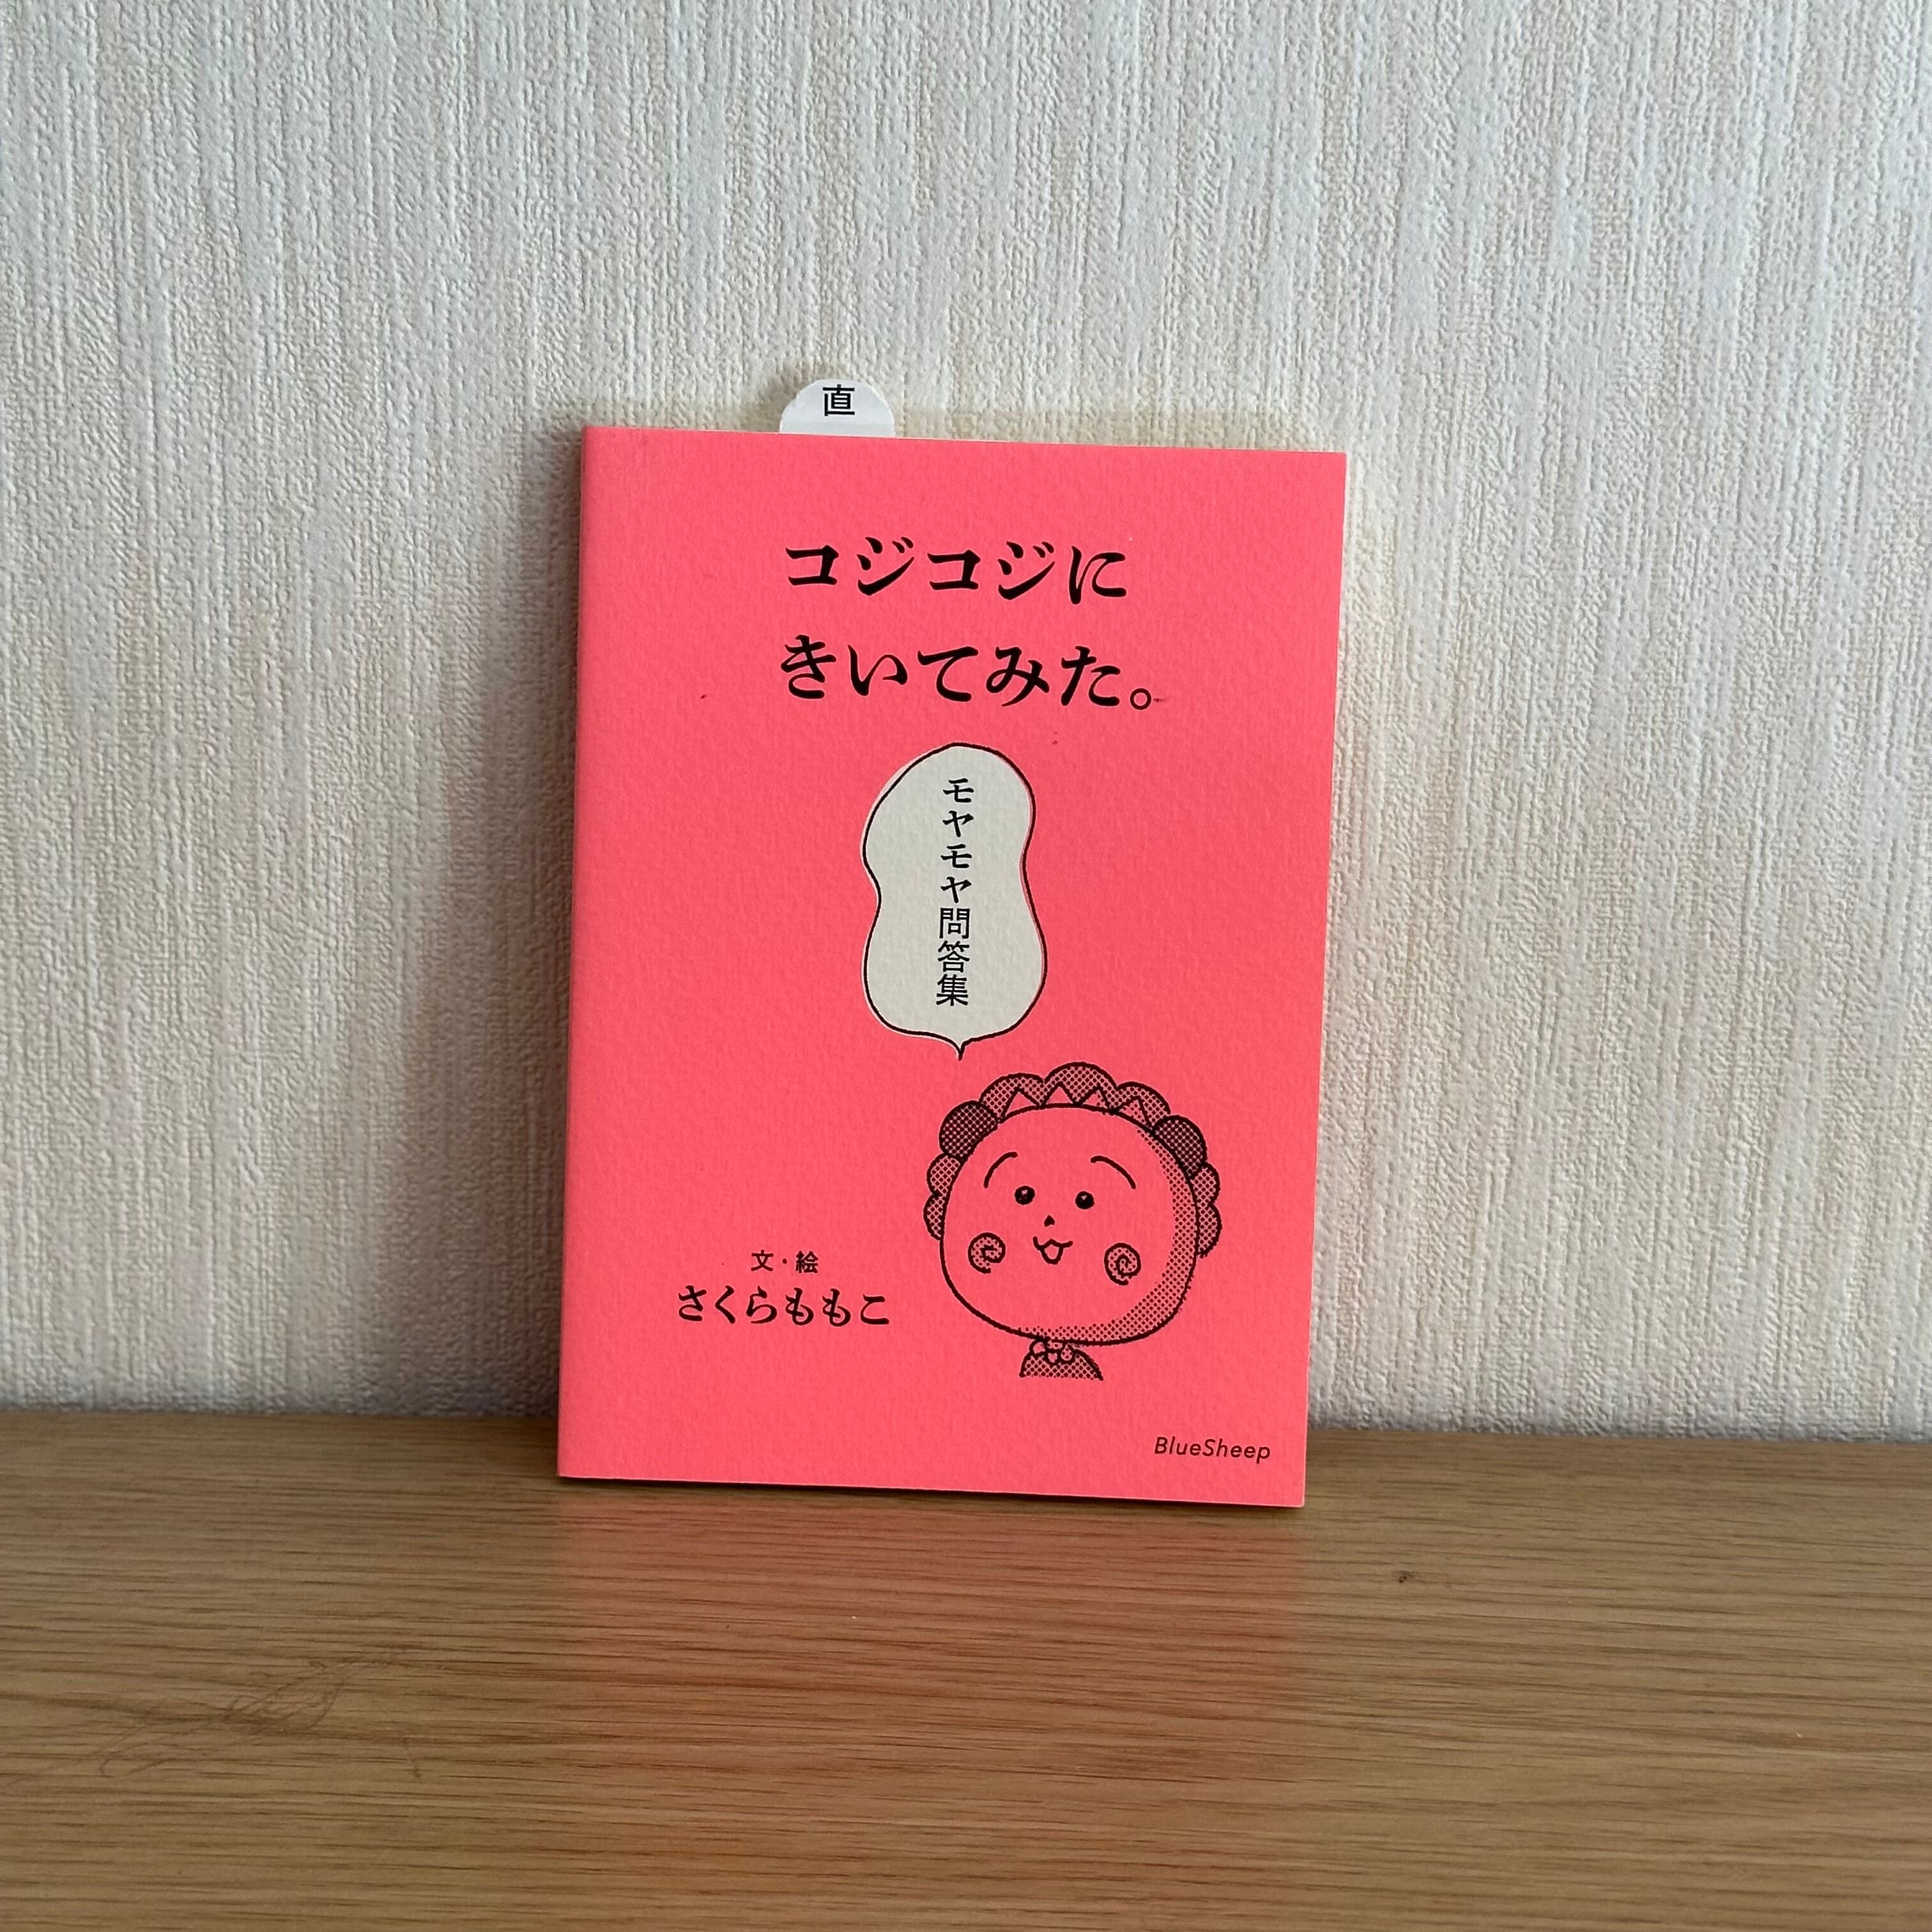 直
コジコジに
きいてみた。
モヤモヤ問答集
文・絵
さくらももこ
BlueSheep